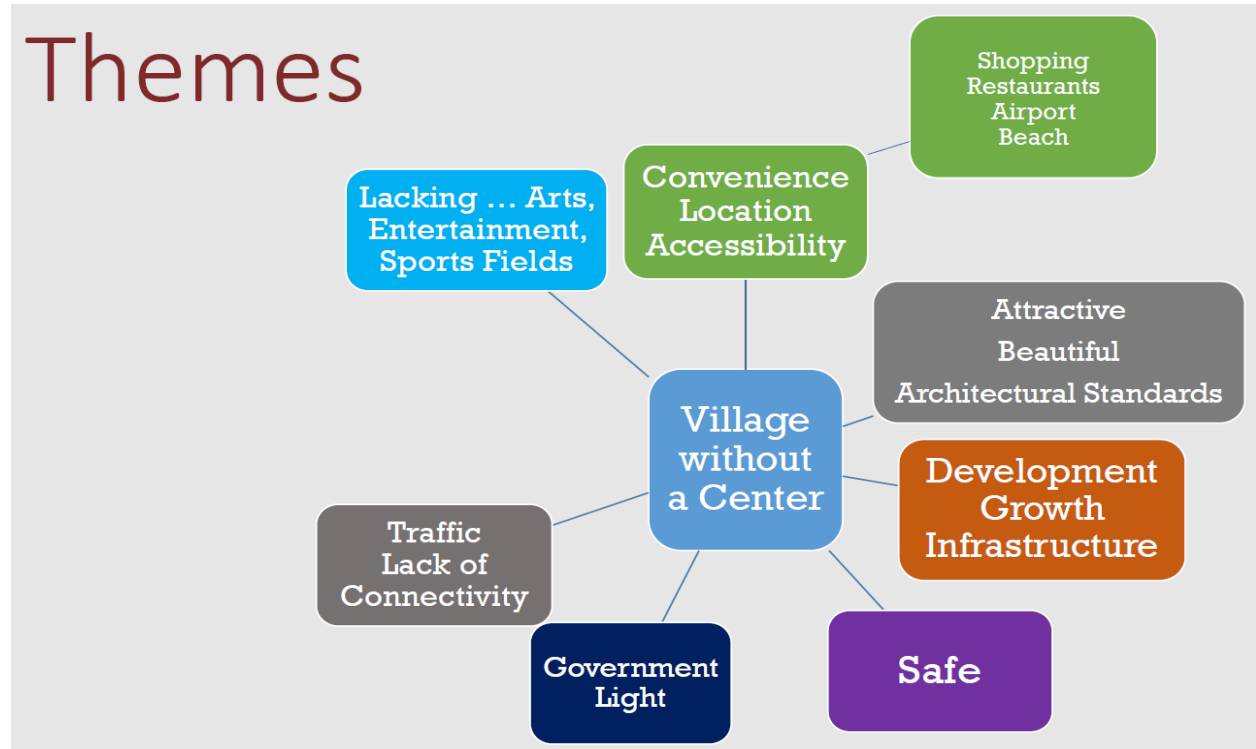 Themes
Shopping
Restaurants
Airport
Beach
Convenience
Location
Accessibility
Lacking ... Arts,
Entertainment,
Sports Fields
Attractive
Beautiful
Architectural Standards
Village
without
a Center
Development
Growth
Infrastructure
Traffic
Lack of
Connectivity
Government
Light
Safe